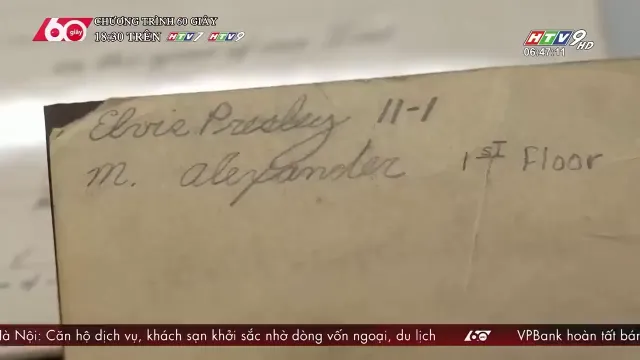 60 giây
CHƯƠNG TRÌNH 60 GIÂY
18:30 TRÊN HTV7 HTV9
HTV9 HD
06:47:11
Elvis Presley 11-1
M. Alexander 1ST Floor
Hà Nội: Căn hộ dịch vụ, khách sạn khởi sắc nhờ dòng vốn ngoại, du lịch 60 VPBank hoàn tất bán